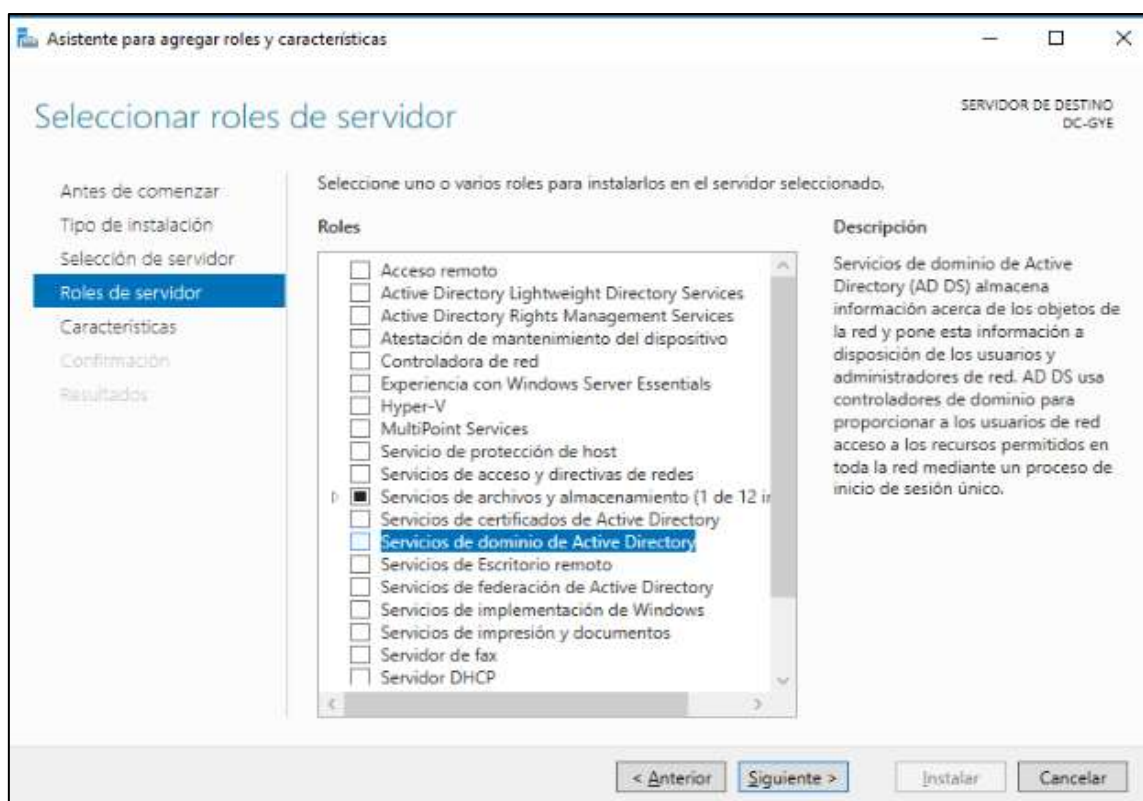 Asistente para agregar roles y características
Seleccionar roles de servidor
SERVIDOR DE DESTINO
DC-GYE
Antes de comenzar
Tipo de instalación
Selección de servidor
Roles de servidor
Características
Confirmación
Resultados
Seleccione uno o varios roles para instalarlos en el servidor seleccionado.
Roles
Acceso remoto
Active Directory Lightweight Directory Services
Active Directory Rights Management Services
Atestación de mantenimiento del dispositivo
Controladora de red
Experiencia con Windows Server Essentials
Hyper-V
MultiPoint Services
Servicio de protección de host
Servicios de acceso y directivas de redes
Servicios de archivos y almacenamiento (1 de 12 in
Servicios de certificados de Active Directory
Servicios de dominio de Active Directory
Servicios de Escritorio remoto
Servicios de federación de Active Directory
Servicios de implementación de Windows
Servicios de impresión y documentos
Servidor de fax
Servidor DHCP
Descripción
Servicios de dominio de Active
Directory (AD DS) almacena
información acerca de los objetos de
la red y pone esta información a
disposición de los usuarios y
administradores de red. AD DS usa
controladores de dominio para
proporcionar a los usuarios de red
acceso a los recursos permitidos en
toda la red mediante un proceso de
inicio de sesión único.
< Anterior
Siguiente >
Instalar
Cancelar